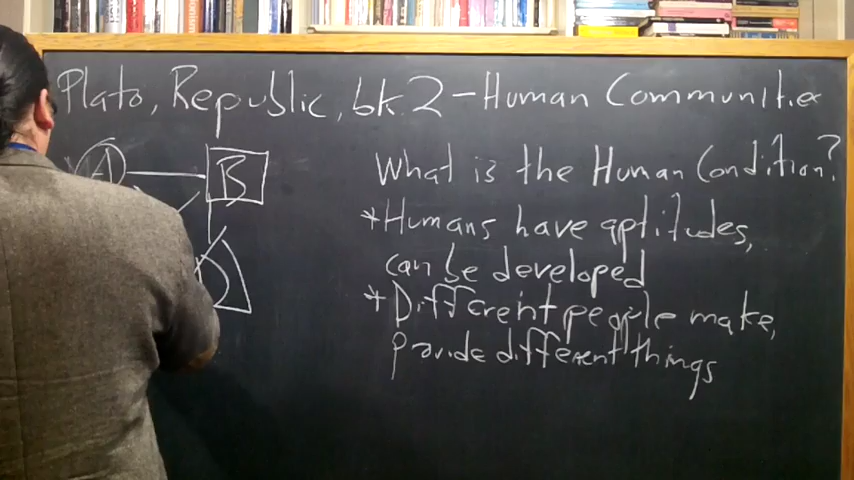 Plato, Republic, bk. 2 - Human Communities
A
B
What is the Human Condition?
*Humans have aptitudes,
can be developed
*Different people make,
provide different things